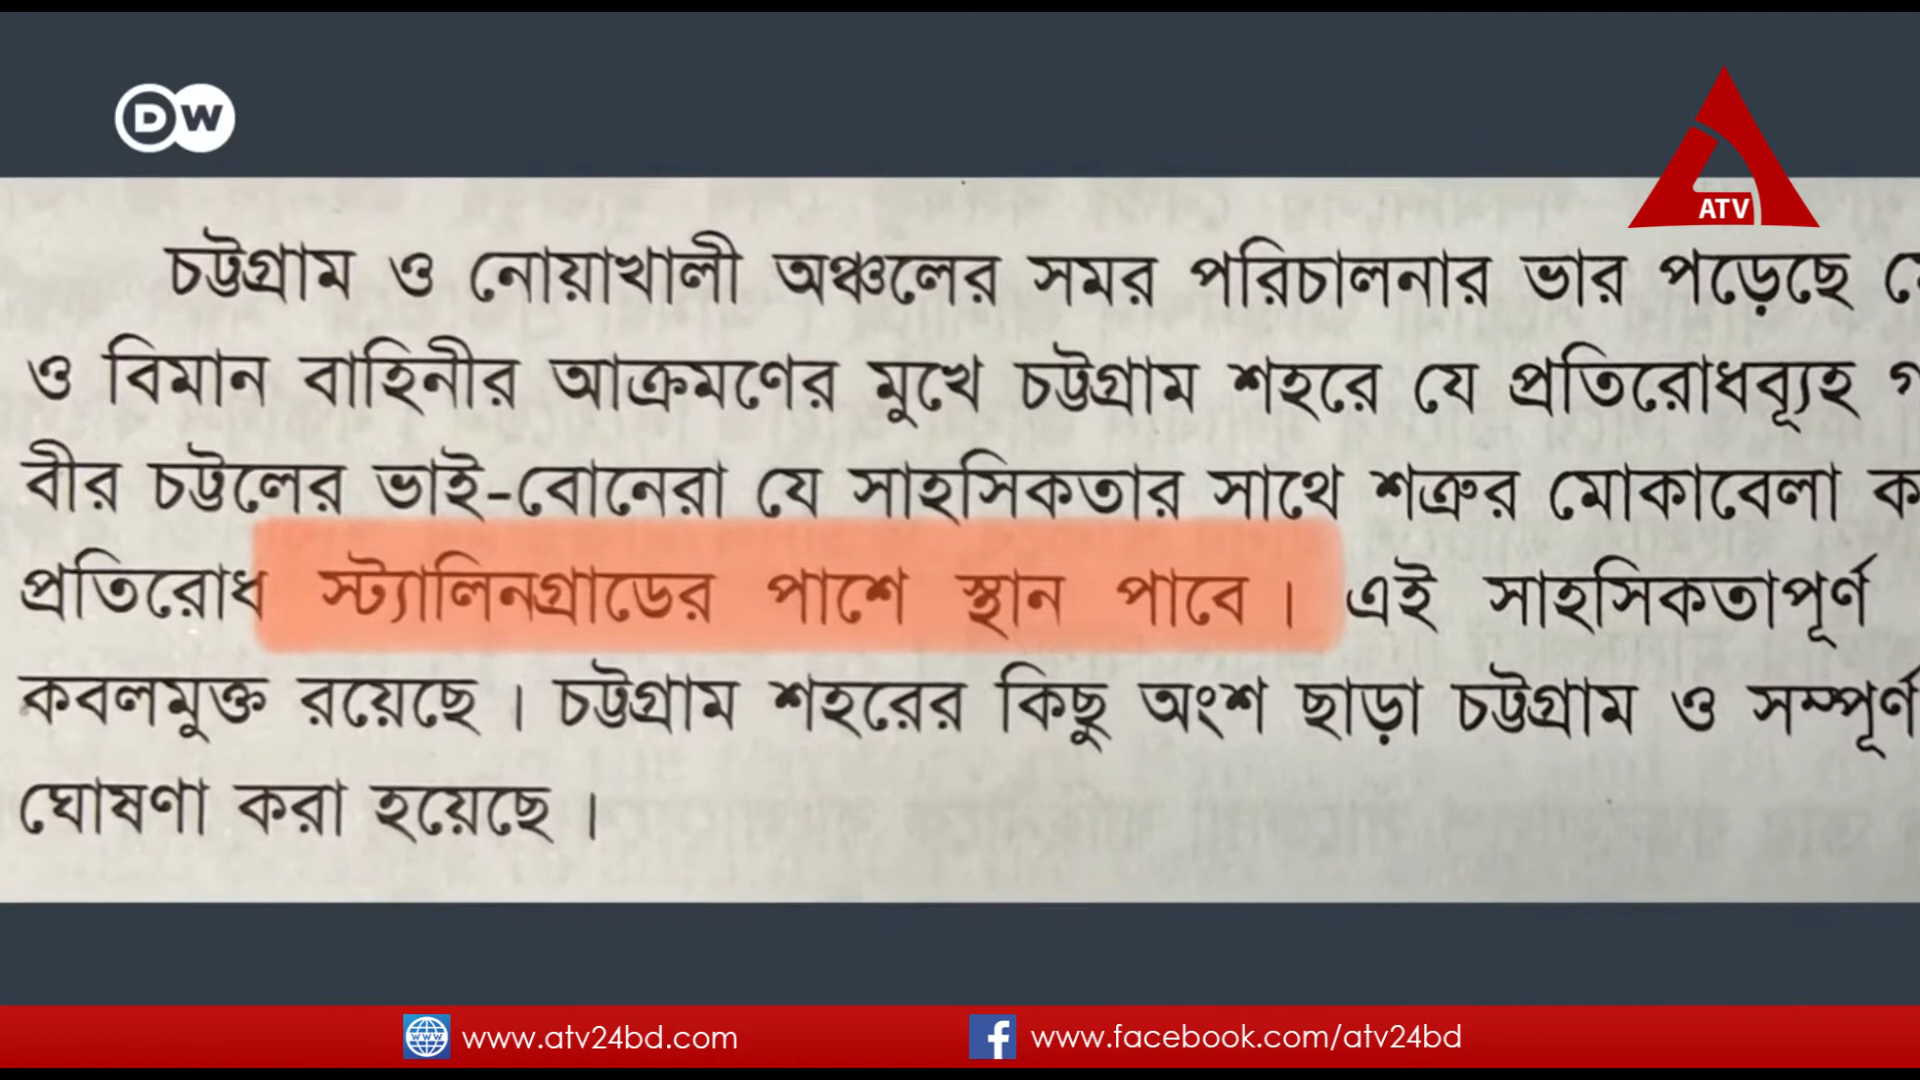 DW
ATV
চট্টগ্রাম ও নোয়াখালী অঞ্চলের সমর পরিচালনার ভার পড়েছে
ও বিমান বাহিনীর আক্রমণের মুখে চট্টগ্রাম শহরে যে প্রতিরোধব্যূহ
বীর চট্টলের ভাই-বোনেরা যে সাহসিকতার সাথে শত্রুর মোকাবেলা
প্রতিরোধ স্ট্যালিনগ্রাডের পাশে স্থান পাবে। এই সাহসিকতাপূর্ণ
কবলমুক্ত রয়েছে। চট্টগ্রাম শহরের কিছু অংশ ছাড়া চট্টগ্রাম ও সম্পূর্ণ
ঘোষণা করা হয়েছে।
www.atv24bd.com
www.facebook.com/atv24bd